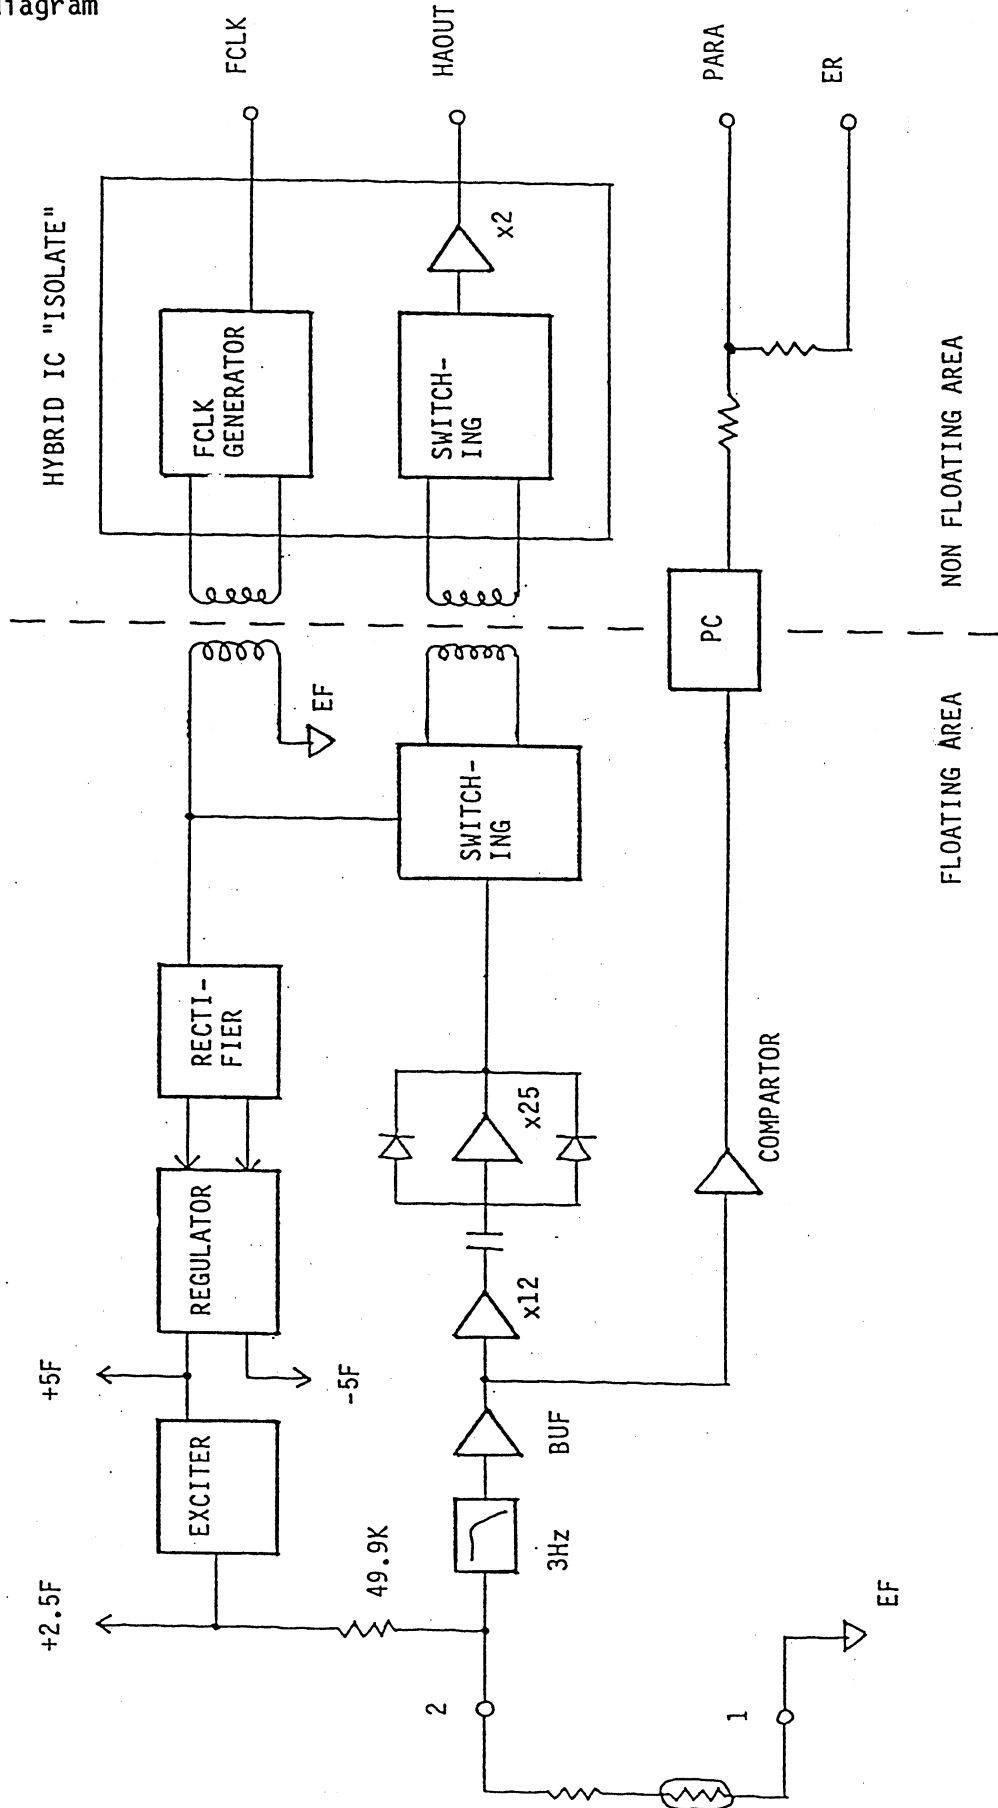 diagram
HYBRID IC "ISOLATE"
FCLK
FCLK
GENERATOR
HAOUT
SWITCH-
ING
x2
PARA
ER
NON FLOATING AREA
FLOATING AREA
+2.5F
EXCITER
+5F
-5F
REGULATOR
RECTI-
FIER
EF
49.9K
2
3Hz
BUF
x12
x25
SWITCH-
ING
PC
COMPARTOR
1
EF